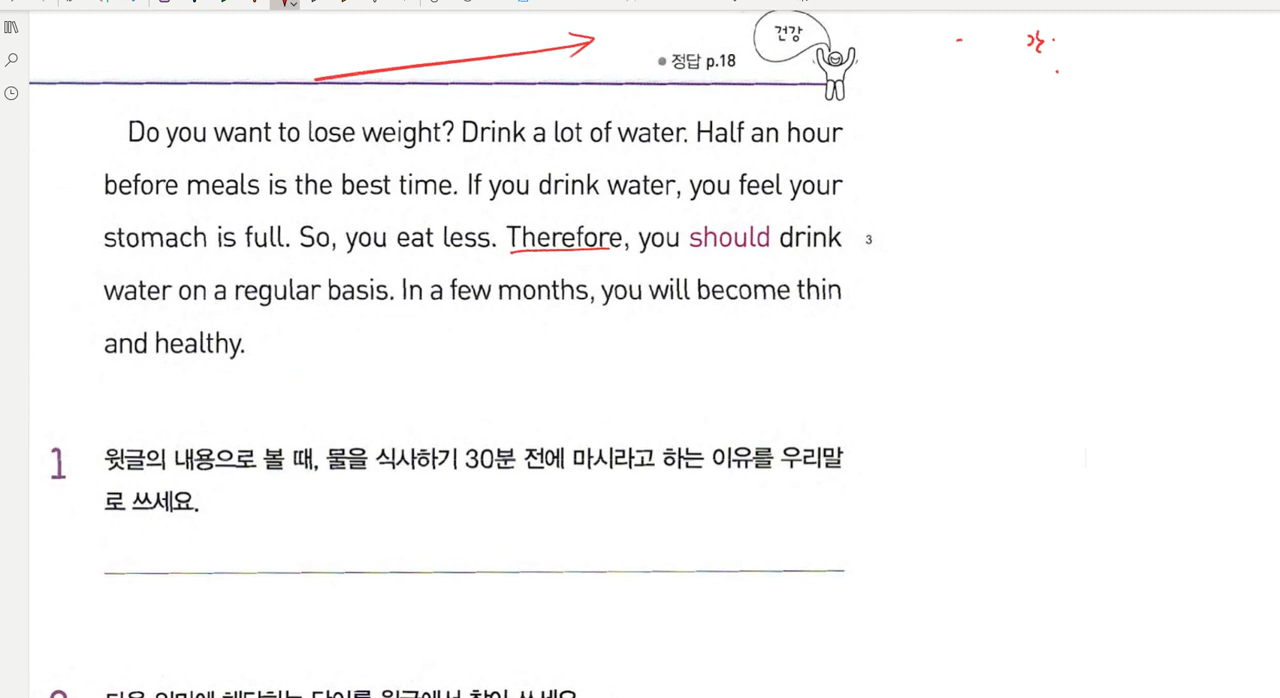 건강
정답 p.18
Do you want to lose weight? Drink a lot of water. Half an hour
before meals is the best time. If you drink water, you feel your
stomach is full. So, you eat less. Therefore, you should drink 3
water on a regular basis. In a few months, you will become thin
and healthy.
1 윗글의 내용으로 볼 때, 물을 식사하기 30분 전에 마시라고 하는 이유를 우리말
로 쓰세요.